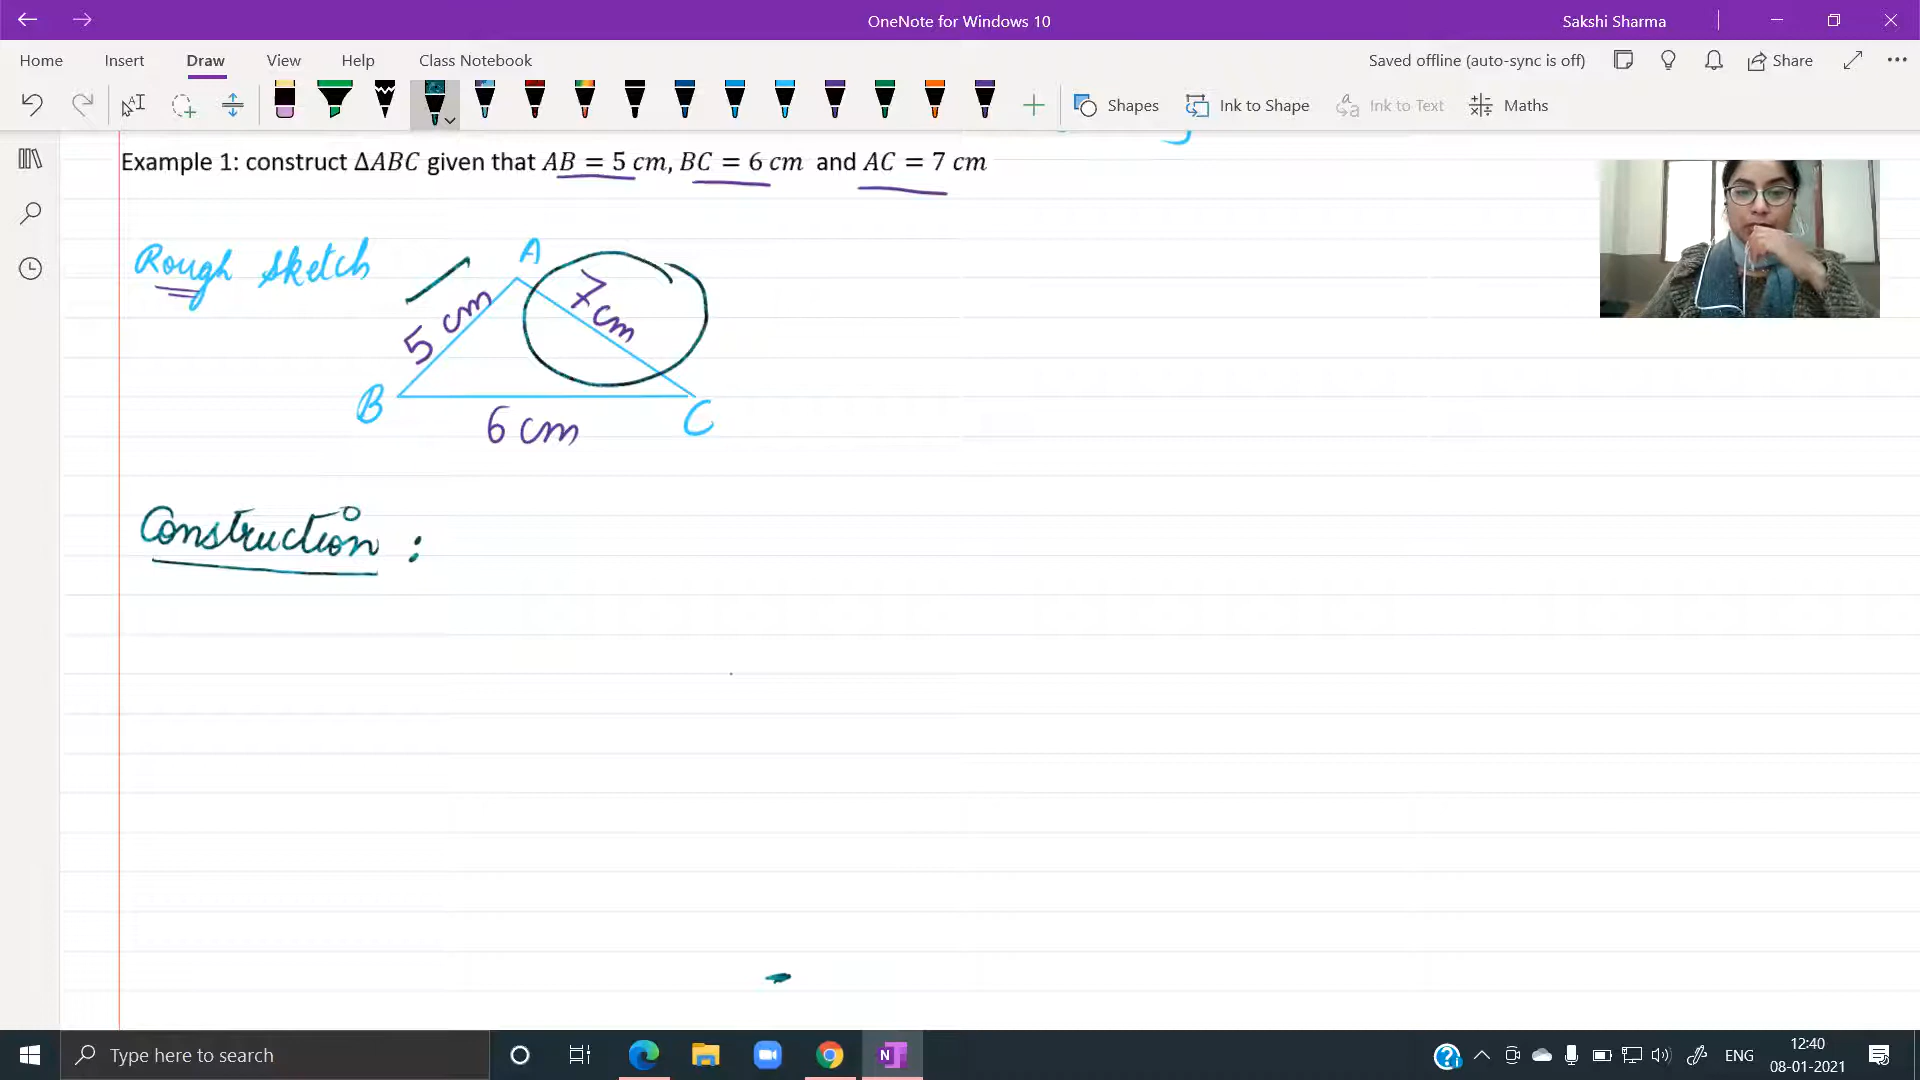 OneNote for Windows 10
Sakshi Sharma
Home Insert Draw View Help Class Notebook
Saved offline (auto-sync is off) Share
Shapes Ink to Shape Ink to Text Maths
Example 1: construct ΔABC given that AB = 5 cm, BC = 6 cm and AC = 7 cm
Rough sketch
A
5 cm
7 cm
B
C
6 cm
Construction :
Type here to search
N
ENG
12:40
08-01-2021